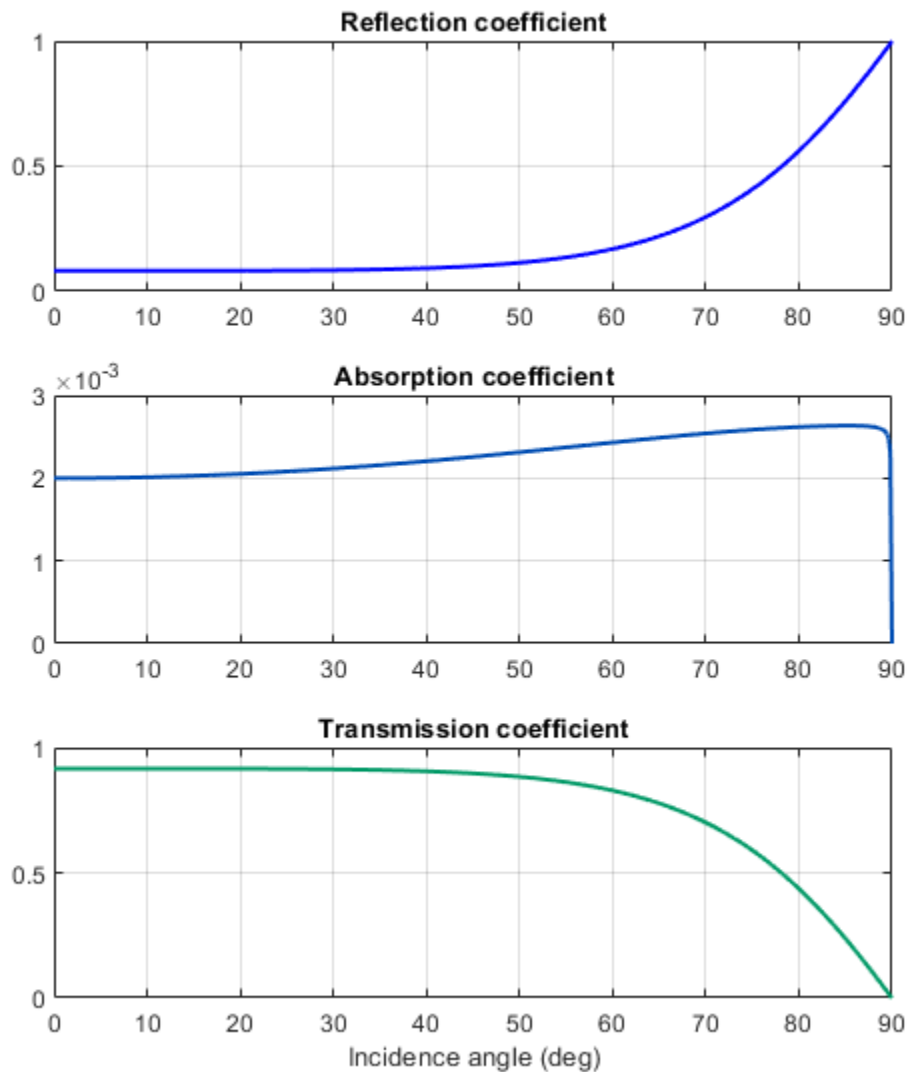 Reflection coefficient
1
0.5
0
0 10 20 30 40 50 60 70 80 90
×10-3
Absorption coefficient
3
2
1
0
0 10 20 30 40 50 60 70 80 90
Transmission coefficient
1
0.5
0
0 10 20 30 40 50 60 70 80 90
Incidence angle (deg)